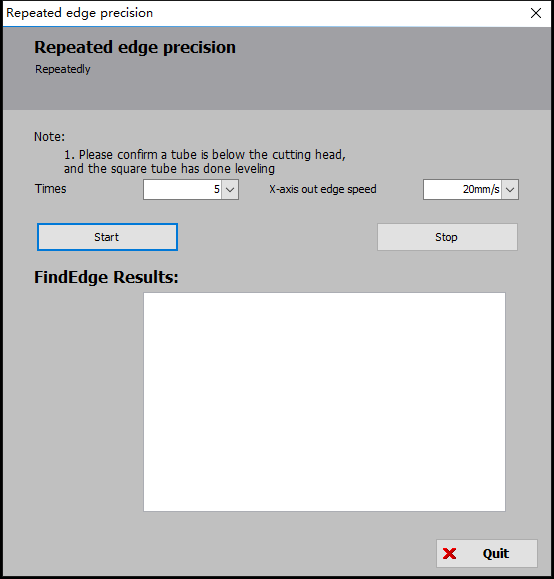 Repeated edge precision
Repeated edge precision
Repeatedly
Note:
1. Please confirm a tube is below the cutting head,
and the square tube has done leveling
Times 5 X-axis out edge speed 20mm/s
Start Stop
FindEdge Results:
Quit